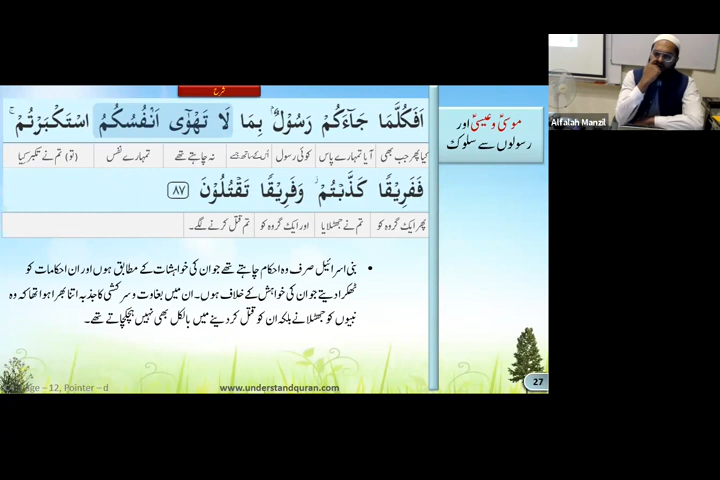 شرح
موسیٰؑ و عیسیٰؑ اور
رسولوں سے سلوک
اَفَكُلَّمَا جَآءَكُمْ رَسُوْلٌۢ بِمَا لَا تَهْوٰٓى اَنْفُسُكُمُ اسْتَكْبَرْتُمْ ۚ
کیا پھر جب بھی آیا تمہارے پاس کوئی رسول اُس کے ساتھ جسے نہ چاہتے تھے تمہارے نفس (تو) تم نے تکبر کیا
فَفَرِيْقًا كَذَّبْتُمْ ۫ وَفَرِيْقًا تَقْتُلُوْنَ ٨٧
پھر ایک گروہ کو تم نے جھٹلایا اور ایک گروہ کو تم قتل کرنے لگے۔
• بنی اسرائیل صرف وہ احکام چاہتے تھے جو ان کی خواہشات کے مطابق ہوں اور ان احکامات کو
ٹھکرا دیتے جو ان کی خواہش کے خلاف ہوں۔ ان میں بغاوت و سرکشی کا جذبہ اتنا بھرا ہوا تھا کہ وہ
نبیوں کو جھٹلانے بلکہ ان کو قتل کر دینے میں بالکل بھی نہیں ہچکچاتے تھے۔
Page – 12, Pointer – d
www.understandquran.com
27
Alfalah Manzil